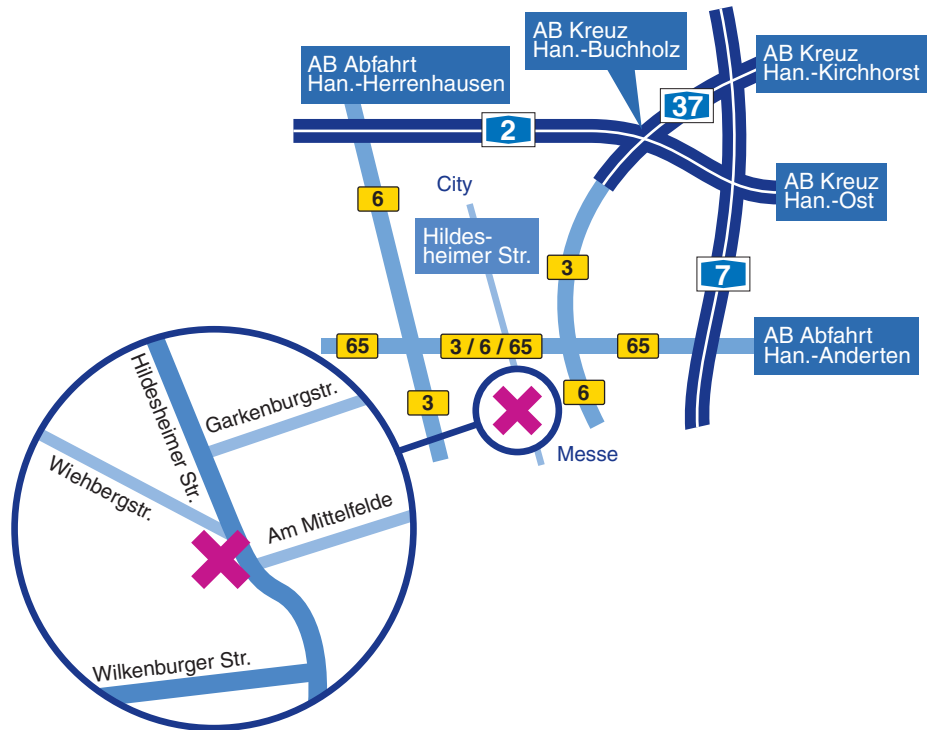 AB Kreuz
Han.-Buchholz
AB Abfahrt
Han.-Herrenhausen
AB Kreuz
Han.-Kirchhorst
37
2
City
6
AB Kreuz
Han.-Ost
Hildes-
heimer Str.
3
7
65
3 / 6 / 65
65
AB Abfahrt
Han.-Anderten
3
6
Messe
Hildesheimer Str.
Garkenburgstr.
Wiehbergstr.
Am Mittelfelde
Wilkenburger Str.